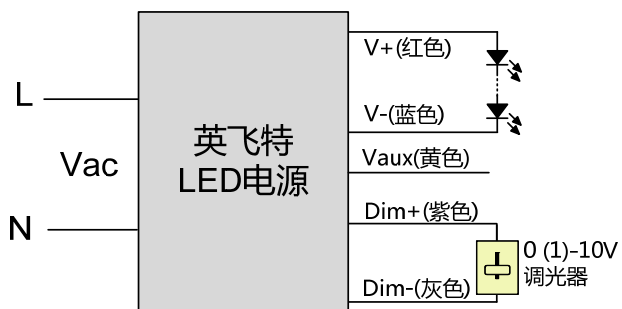 V+(红色)
L
V-(蓝色)
英飞特
LED电源
Vac
Vaux(黄色)
Dim+(紫色)
N
0 (1)-10V
调光器
Dim-(灰色)